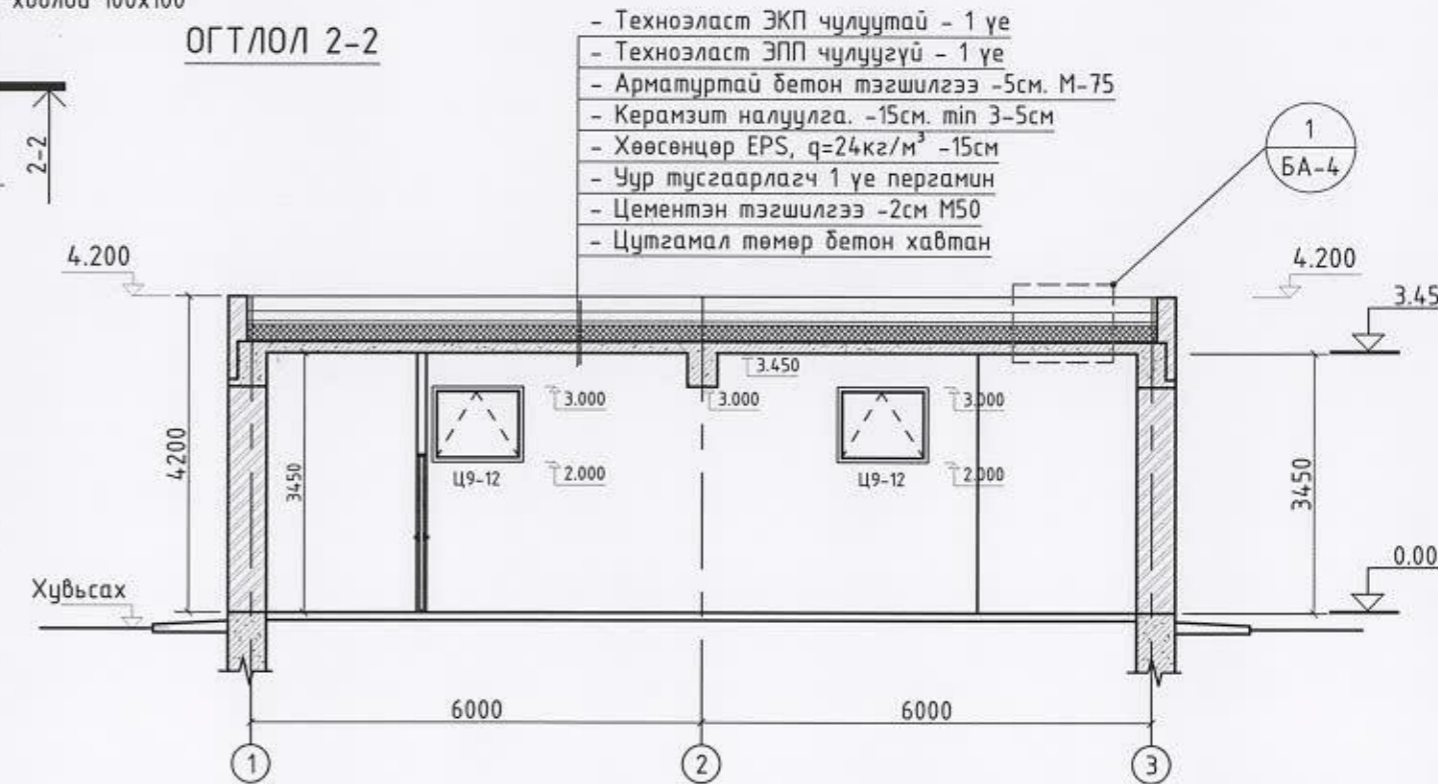 100x100
ОГТЛОЛ 2-2
- Техноэласт ЭКП чулуутай - 1 үе
- Техноэласт ЭПП чулуугүй - 1 үе
- Арматуртай бетон тэгшилгээ -5см. М-75
- Керамзит налуулга. -15см. min 3-5см
- Хөөсөнцөр EPS, q=24кг/м³ -15см
- Уур тусгаарлагч 1 үе пергамин
- Цементэн тэгшилгээ -2см М50
- Цутгамал төмөр бетон хавтан
2-2
1
БА-4
4.200
4.200
3.45
3.450
3.000
3.000
3.000
4200
3450
Ц9-12
2.000
Ц9-12
2.000
3450
Хувьсах
0.00
6000
6000
1
2
3